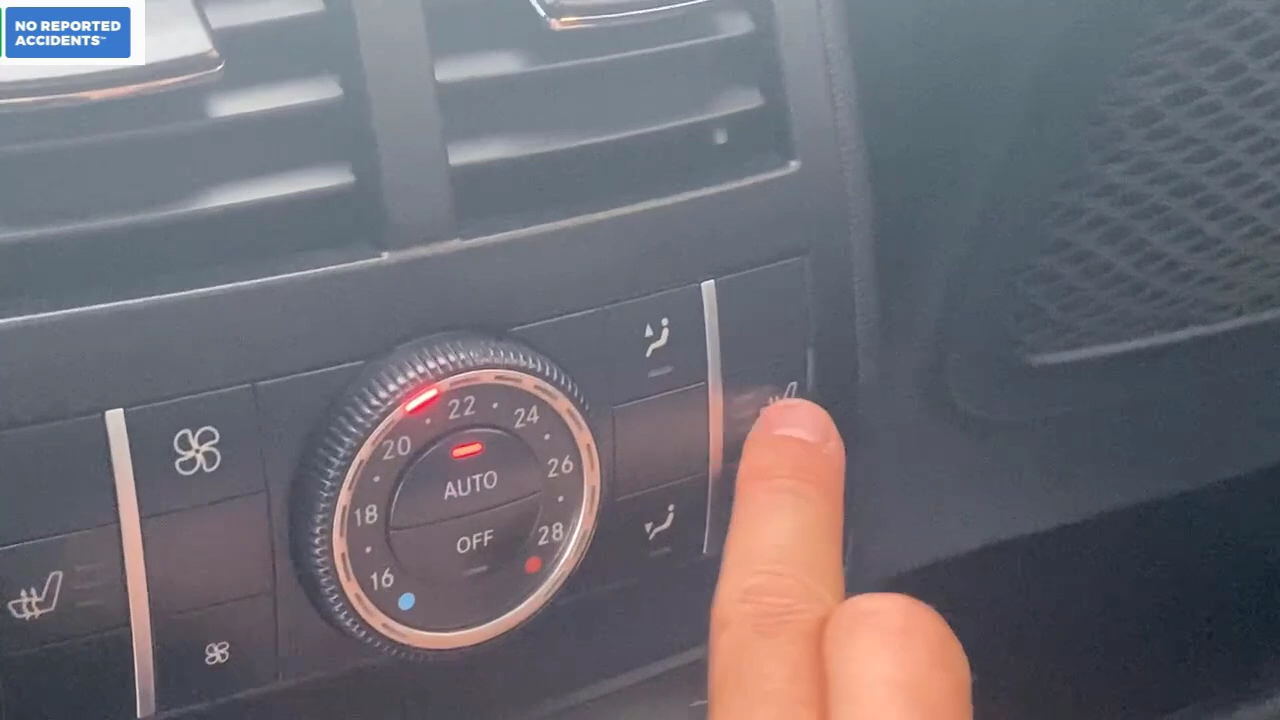 NO REPORTED
ACCIDENTS™
22
24
20
26
AUTO
18
OFF
28
16